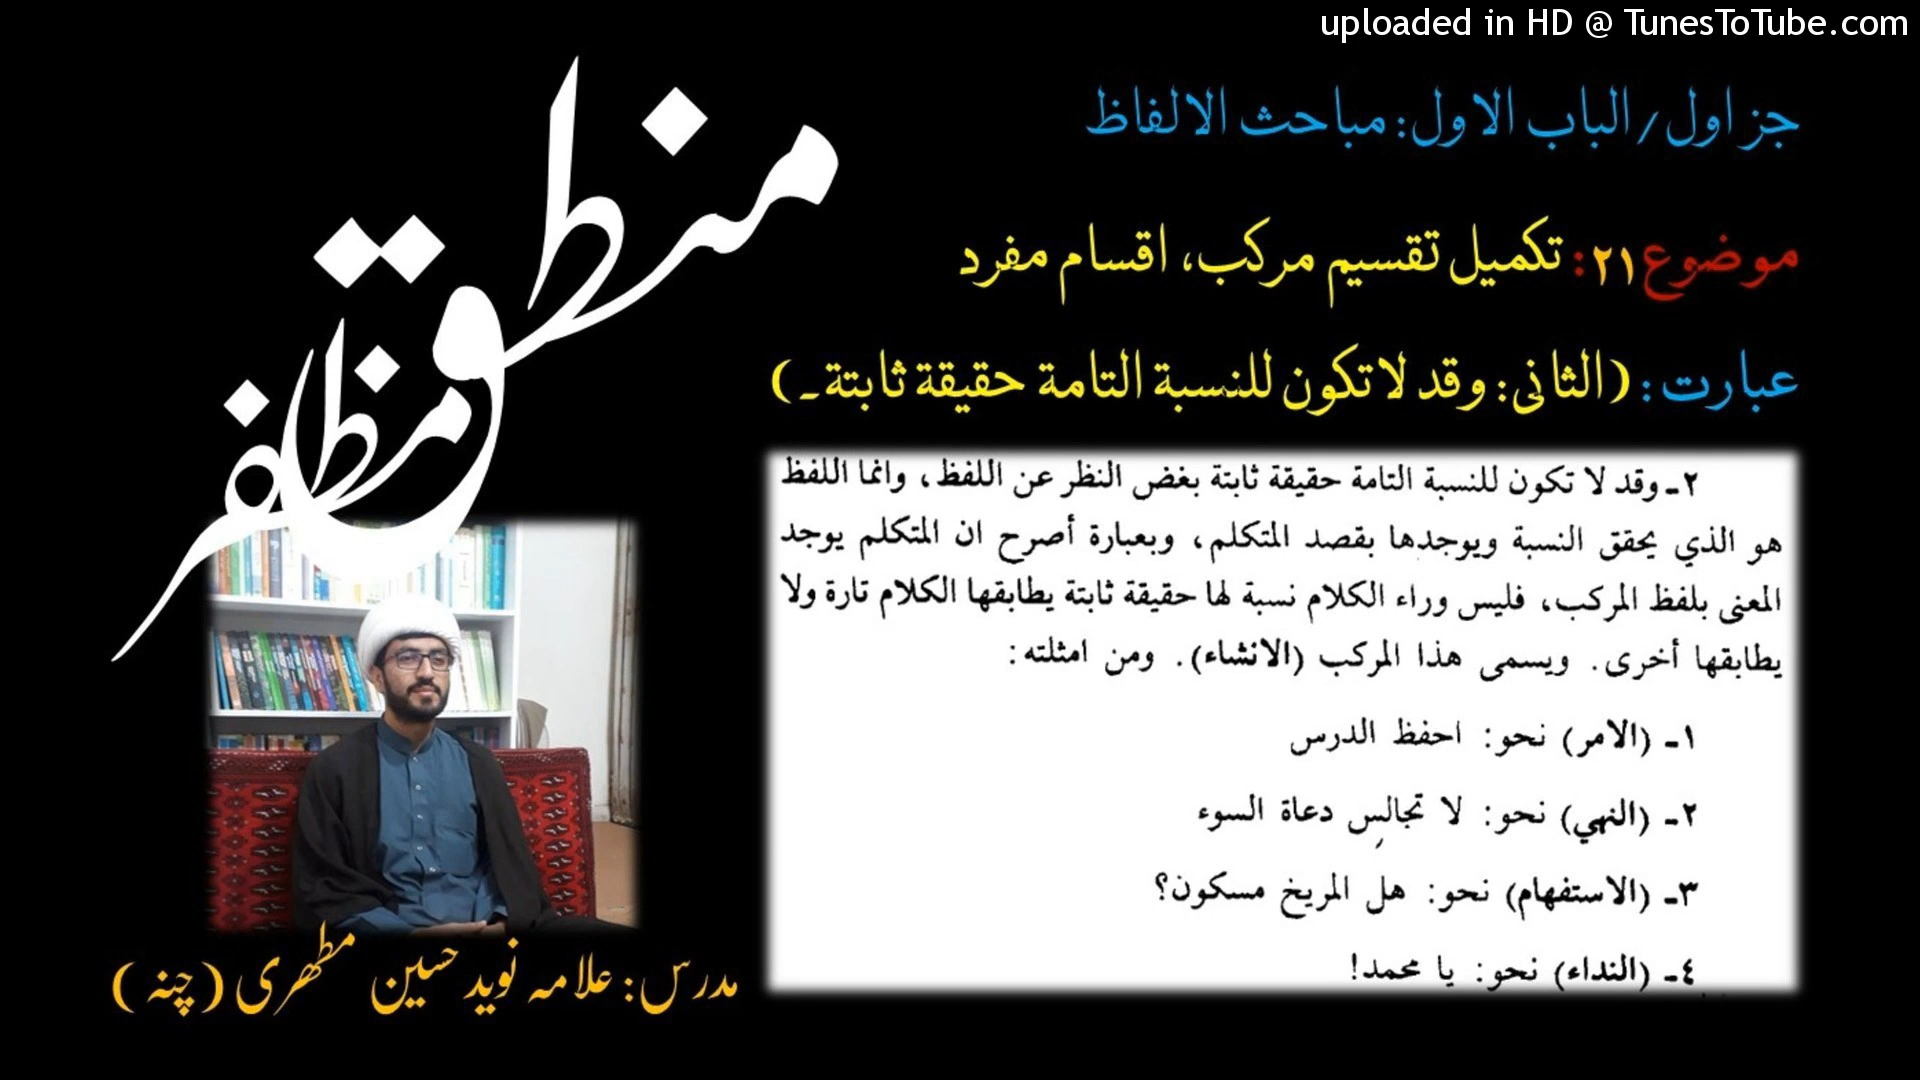 uploaded in HD @ TunesToTube.com
منطق
مظفر
جز اول/الباب الاول: مباحث الالفاظ
موضوع ۲۱: تکمیل تقسیم مرکب، اقسام مفرد
عبارت: (الثانی: وقد لا تکون للنسبة التامة حقیقة ثابتة۔)
٢ـ وقد لا تكون للنسبة التامة حقيقة ثابتة بغض النظر عن اللفظ، وانما اللفظ
هو الذي يحقق النسبة ويوجدها بقصد المتكلم، وبعبارة أصرح ان المتكلم يوجد
المعنى بلفظ المركب، فليس وراء الكلام نسبة لها حقيقة ثابتة يطابقها الكلام تارة ولا
يطابقها أخرى. ويسمى هذا المركب (الانشاء). ومن امثلته:
١ـ (الامر) نحو: احفظ الدرس
٢ـ (النهي) نحو: لا تجالسِ دعاة السوء
٣ـ (الاستفهام) نحو: هل المريخ مسكون؟
٤ـ (النداء) نحو: يا محمد!
مدرس: علامہ نوید حسین مطھری (چنہ)